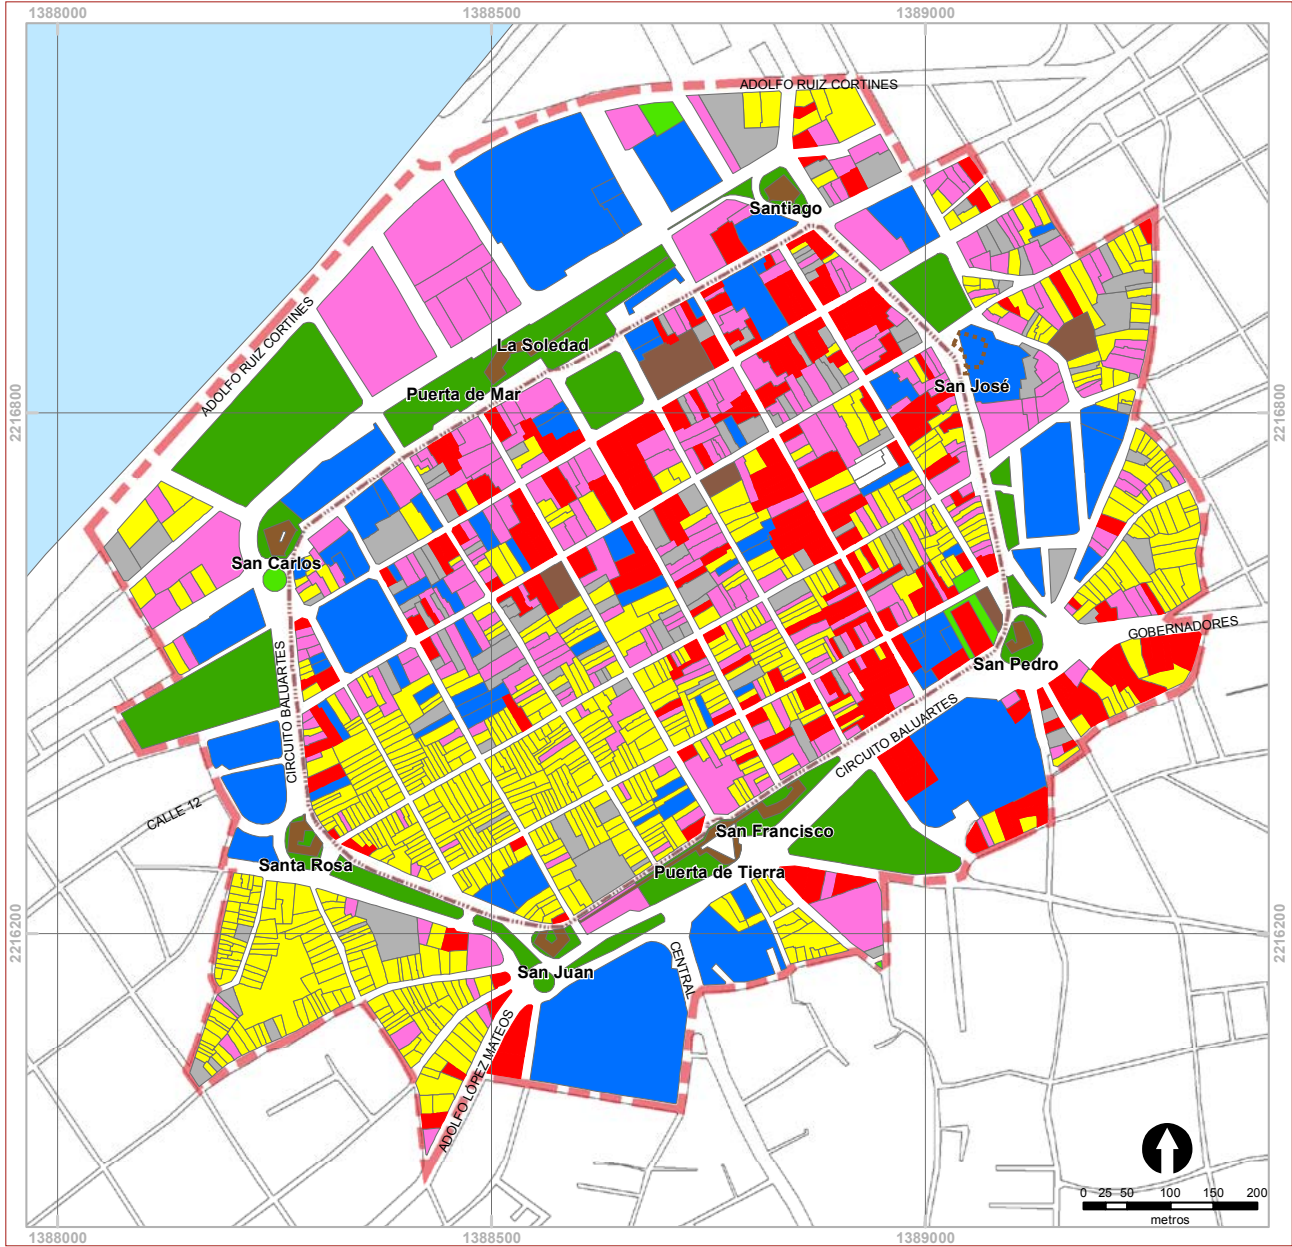 1388000
1388500
1389000
ADOLFO RUIZ CORTINES
Santiago
ADOLFO RUIZ CORTINES
La Soledad
Puerta de Mar
San José
2216800
2216800
San Carlos
CIRCUITO BALUARTES
GOBERNADORES
San Pedro
CIRCUITO BALUARTES
CALLE 12
San Francisco
Santa Rosa
Puerta de Tierra
2216200
2216200
CENTRAL
San Juan
ADOLFO LÓPEZ MATEOS
0 25 50 100 150 200
metros
1388000
1388500
1389000